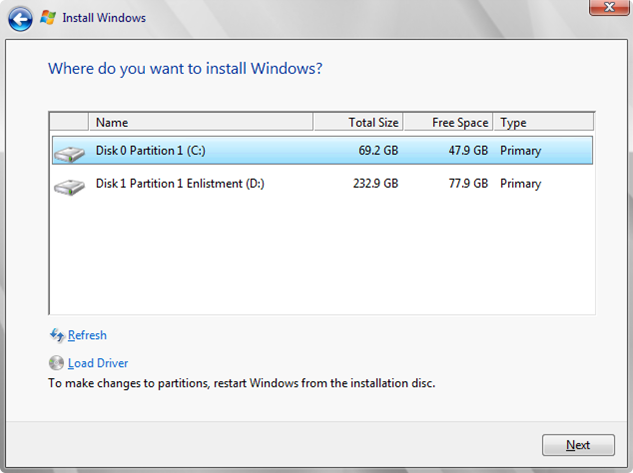 Install Windows
Where do you want to install Windows?
Name Total Size Free Space Type
Disk 0 Partition 1 (C:) 69.2 GB 47.9 GB Primary
Disk 1 Partition 1 Enlistment (D:) 232.9 GB 77.9 GB Primary
Refresh
Load Driver
To make changes to partitions, restart Windows from the installation disc.
Next